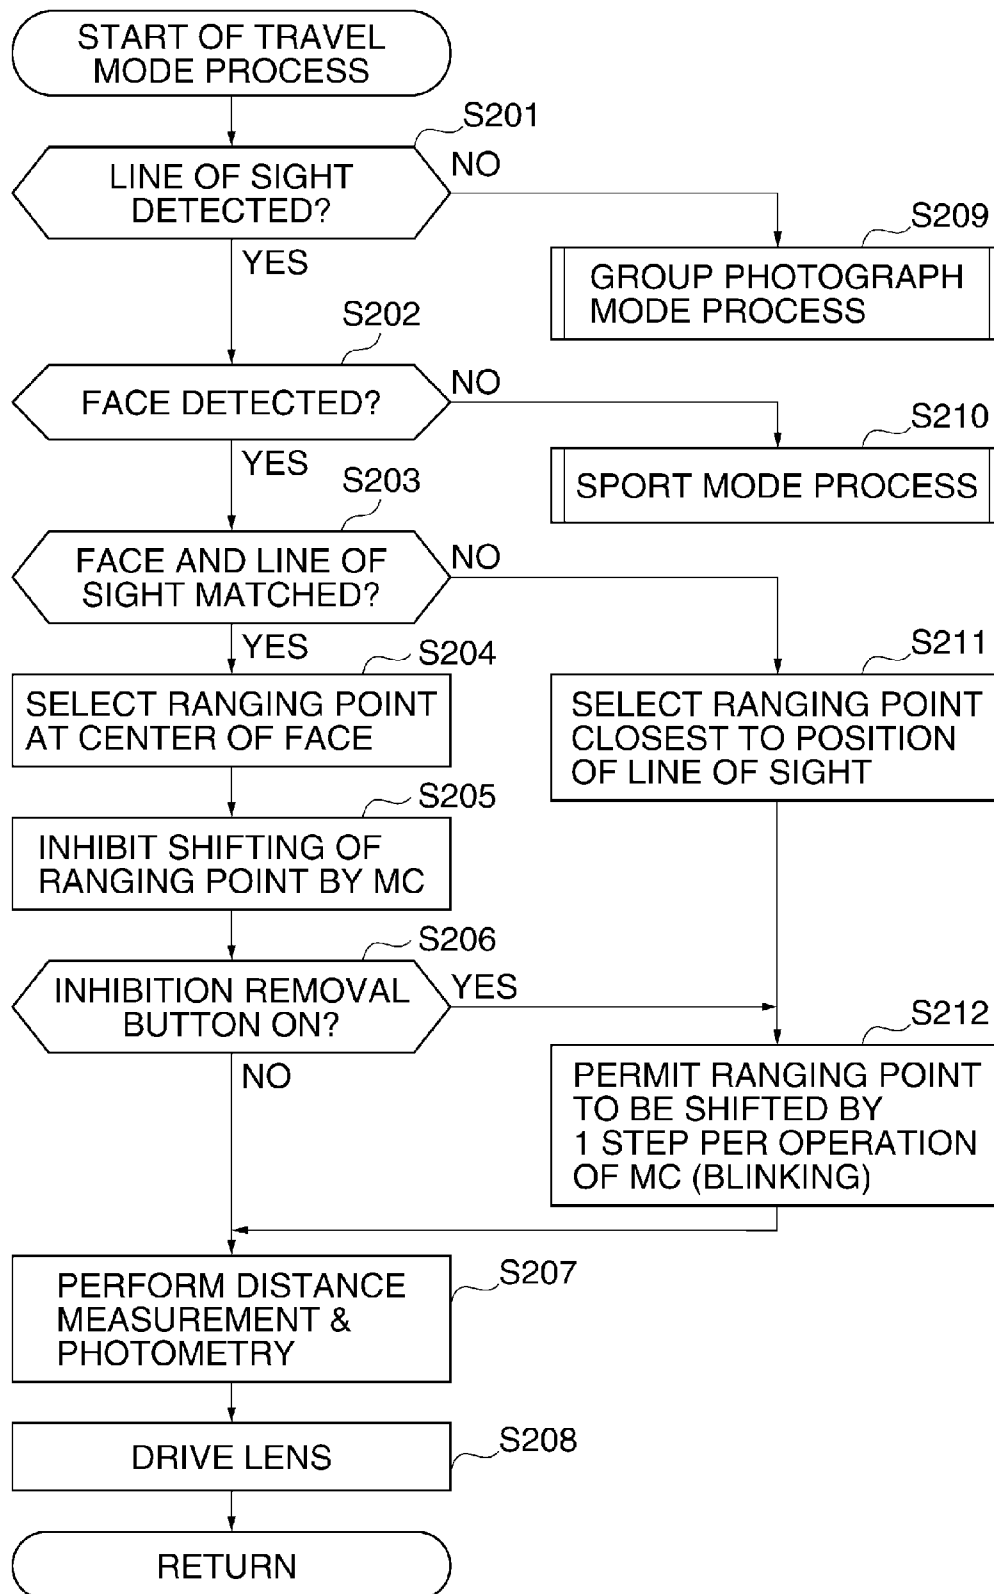 START OF TRAVEL
MODE PROCESS
S201
LINE OF SIGHT
DETECTED?
NO
YES
S209
GROUP PHOTOGRAPH
MODE PROCESS
S202
FACE DETECTED?
NO
YES
S210
SPORT MODE PROCESS
S203
FACE AND LINE OF
SIGHT MATCHED?
NO
YES
S204
SELECT RANGING POINT
AT CENTER OF FACE
S211
SELECT RANGING POINT
CLOSEST TO POSITION
OF LINE OF SIGHT
S205
INHIBIT SHIFTING OF
RANGING POINT BY MC
S206
INHIBITION REMOVAL
BUTTON ON?
YES
NO
S212
PERMIT RANGING POINT
TO BE SHIFTED BY
1 STEP PER OPERATION
OF MC (BLINKING)
S207
PERFORM DISTANCE
MEASUREMENT &
PHOTOMETRY
S208
DRIVE LENS
RETURN